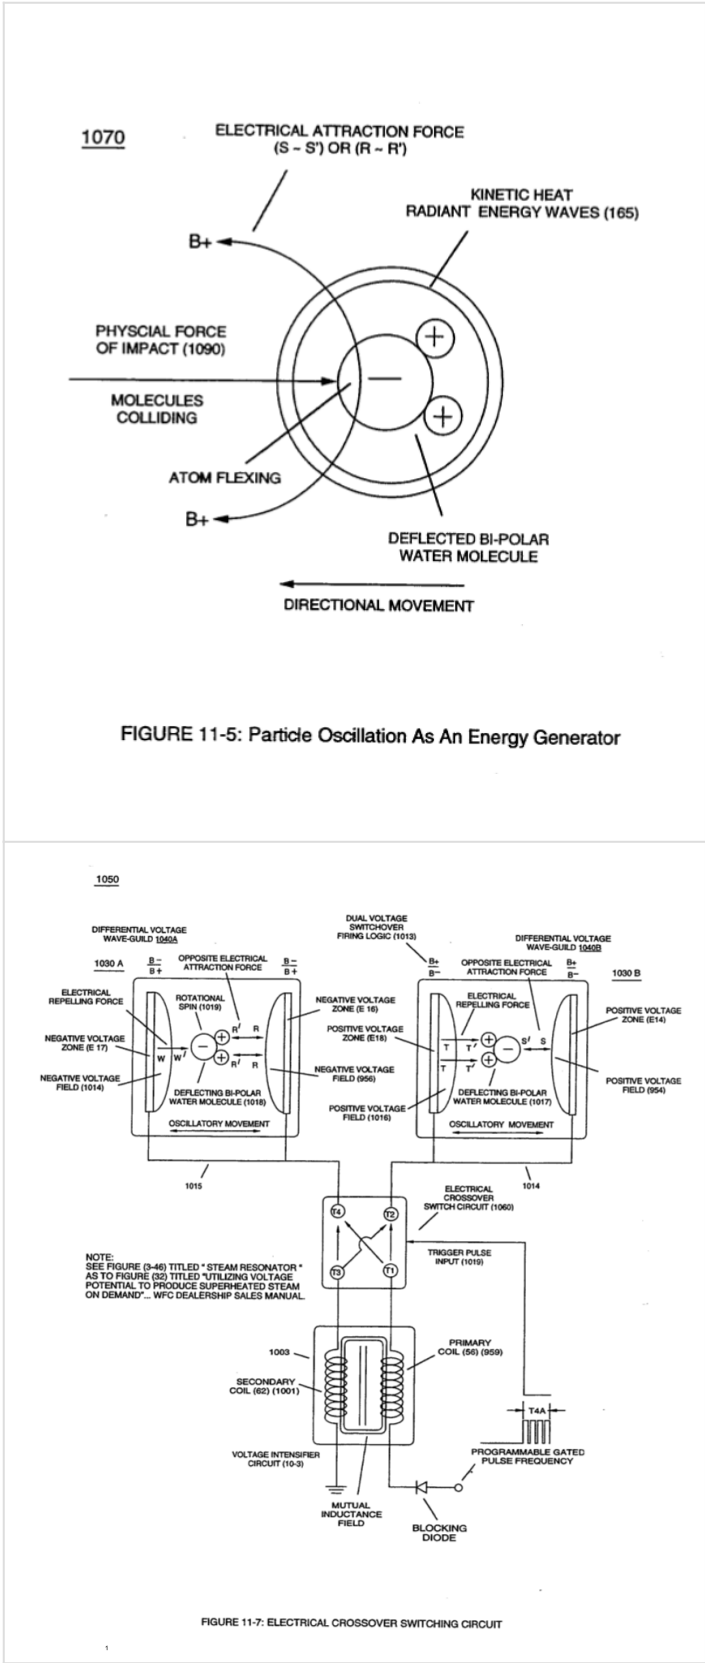 1070
ELECTRICAL ATTRACTION FORCE
(S ~ S') OR (R ~ R')
KINETIC HEAT
RADIANT ENERGY WAVES (165)
B+
PHYSCIAL FORCE
OF IMPACT (1090)
+
−
MOLECULES
COLLIDING
+
ATOM FLEXING
B+
DEFLECTED BI-POLAR
WATER MOLECULE
DIRECTIONAL MOVEMENT
FIGURE 11-5: Particle Oscillation As An Energy Generator
1050
DIFFERENTIAL VOLTAGE
WAVE-GUILD 1040A
DUAL VOLTAGE
SWITCHOVER
FIRING LOGIC (1013)
DIFFERENTIAL VOLTAGE
WAVE-GUILD 1040B
1030 A
B−
B+
OPPOSITE ELECTRICAL
ATTRACTION FORCE
B−
B+
B+
B−
OPPOSITE ELECTRICAL
ATTRACTION FORCE
B+
B−
1030 B
ELECTRICAL
REPELLING FORCE
ROTATIONAL
SPIN (1019)
NEGATIVE VOLTAGE
ZONE (E 16)
ELECTRICAL
REPELLING FORCE
POSITIVE VOLTAGE
ZONE (E14)
NEGATIVE VOLTAGE
ZONE (E 17)
R' R
POSITIVE VOLTAGE
ZONE (E18)
T T'
S' S
W W'
−
+
+
R' R
+
+
−
T T'
NEGATIVE VOLTAGE
FIELD (1014)
DEFLECTING BI-POLAR
WATER MOLECULE (1018)
NEGATIVE VOLTAGE
FIELD (956)
DEFLECTING BI-POLAR
WATER MOLECULE (1017)
POSITIVE VOLTAGE
FIELD (954)
POSITIVE VOLTAGE
FIELD (1016)
OSCILLATORY MOVEMENT
OSCILLATORY MOVEMENT
1015
1014
ELECTRICAL
CROSSOVER
SWITCH CIRCUIT (1060)
T4
T2
TRIGGER PULSE
INPUT (1019)
T3
T1
NOTE:
SEE FIGURE (3-46) TITLED " STEAM RESONATOR "
AS TO FIGURE (32) TITLED "UTILIZING VOLTAGE
POTENTIAL TO PRODUCE SUPERHEATED STEAM
ON DEMAND"... WFC DEALERSHIP SALES MANUAL.
1003
PRIMARY
COIL (56) (959)
SECONDARY
COIL (62) (1001)
T4A
VOLTAGE INTENSIFIER
CIRCUIT (10-3)
PROGRAMMABLE GATED
PULSE FREQUENCY
MUTUAL
INDUCTANCE
FIELD
BLOCKING
DIODE
FIGURE 11-7: ELECTRICAL CROSSOVER SWITCHING CIRCUIT
1